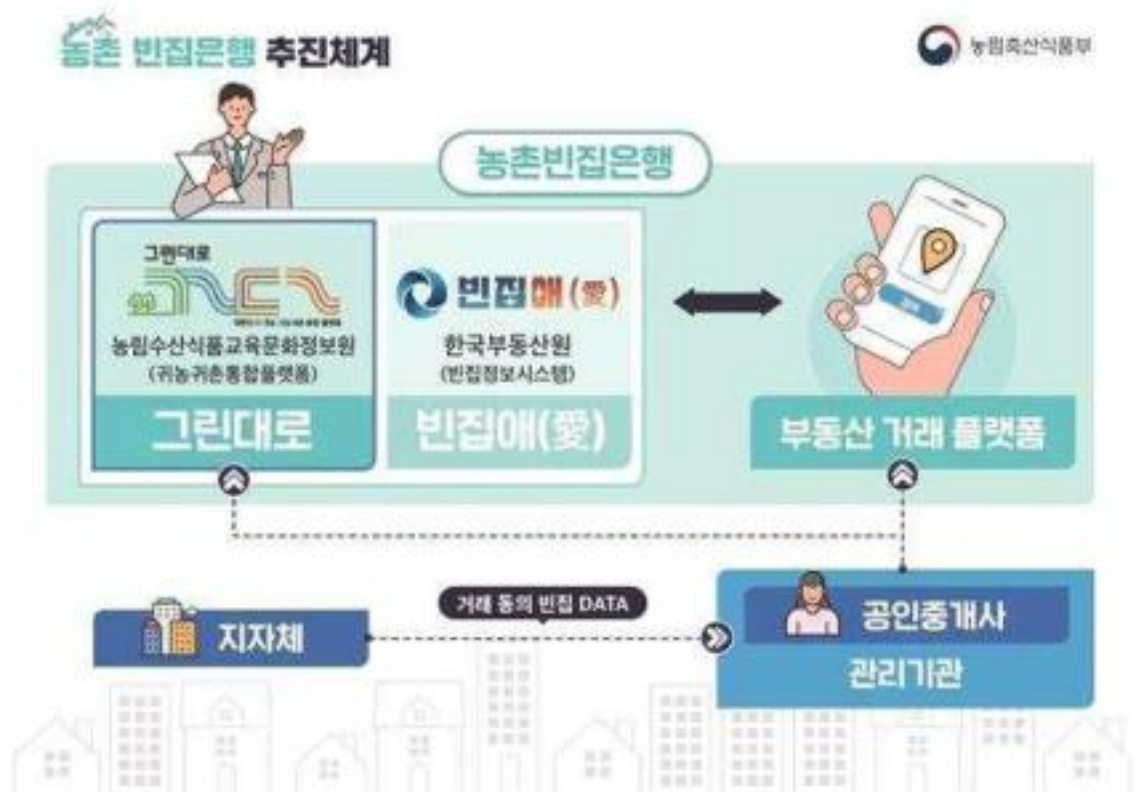 농촌 빈집은행 추진체계
농림축산식품부
농촌빈집은행
그린대로
농림수산식품교육문화정보원
(귀농귀촌통합플랫폼)
그린대로
빈집애(愛)
한국부동산원
(빈집정보시스템)
빈집애(愛)
부동산 거래 플랫폼
거래 동의 빈집 DATA
지자체
공인중개사
관리기관